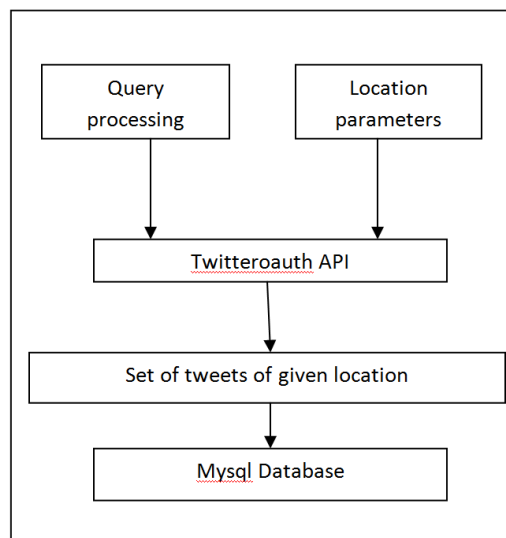 Query
processing
Location
parameters
Twitteroauth API
Set of tweets of given location
Mysql Database